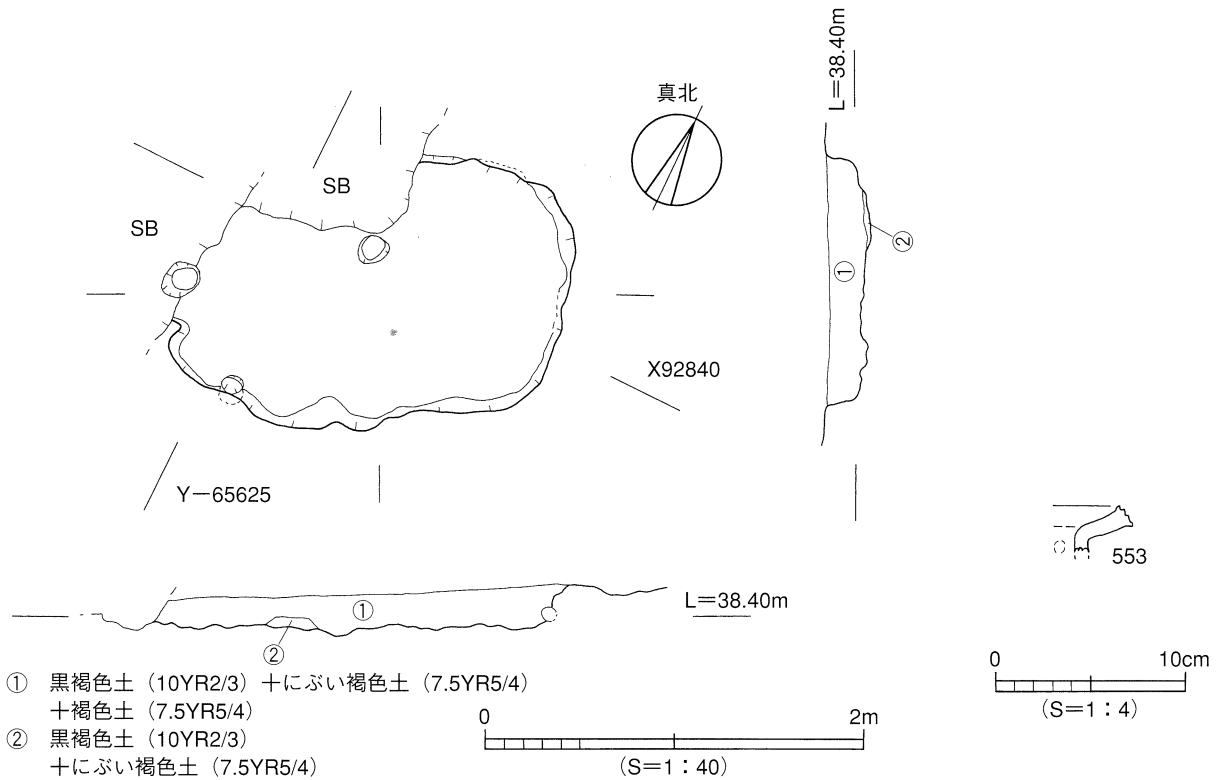 L=38.40m
真北
SB
SB
①
②
X92840
Y-65625
553
①
L=38.40m
②
① 黒褐色土（10YR2/3）+にぶい褐色土（7.5YR5/4）
+褐色土（7.5YR5/4）
② 黒褐色土（10YR2/3）
+にぶい褐色土（7.5YR5/4）
0 2m
（S=1：40）
0 10cm
（S=1：4）